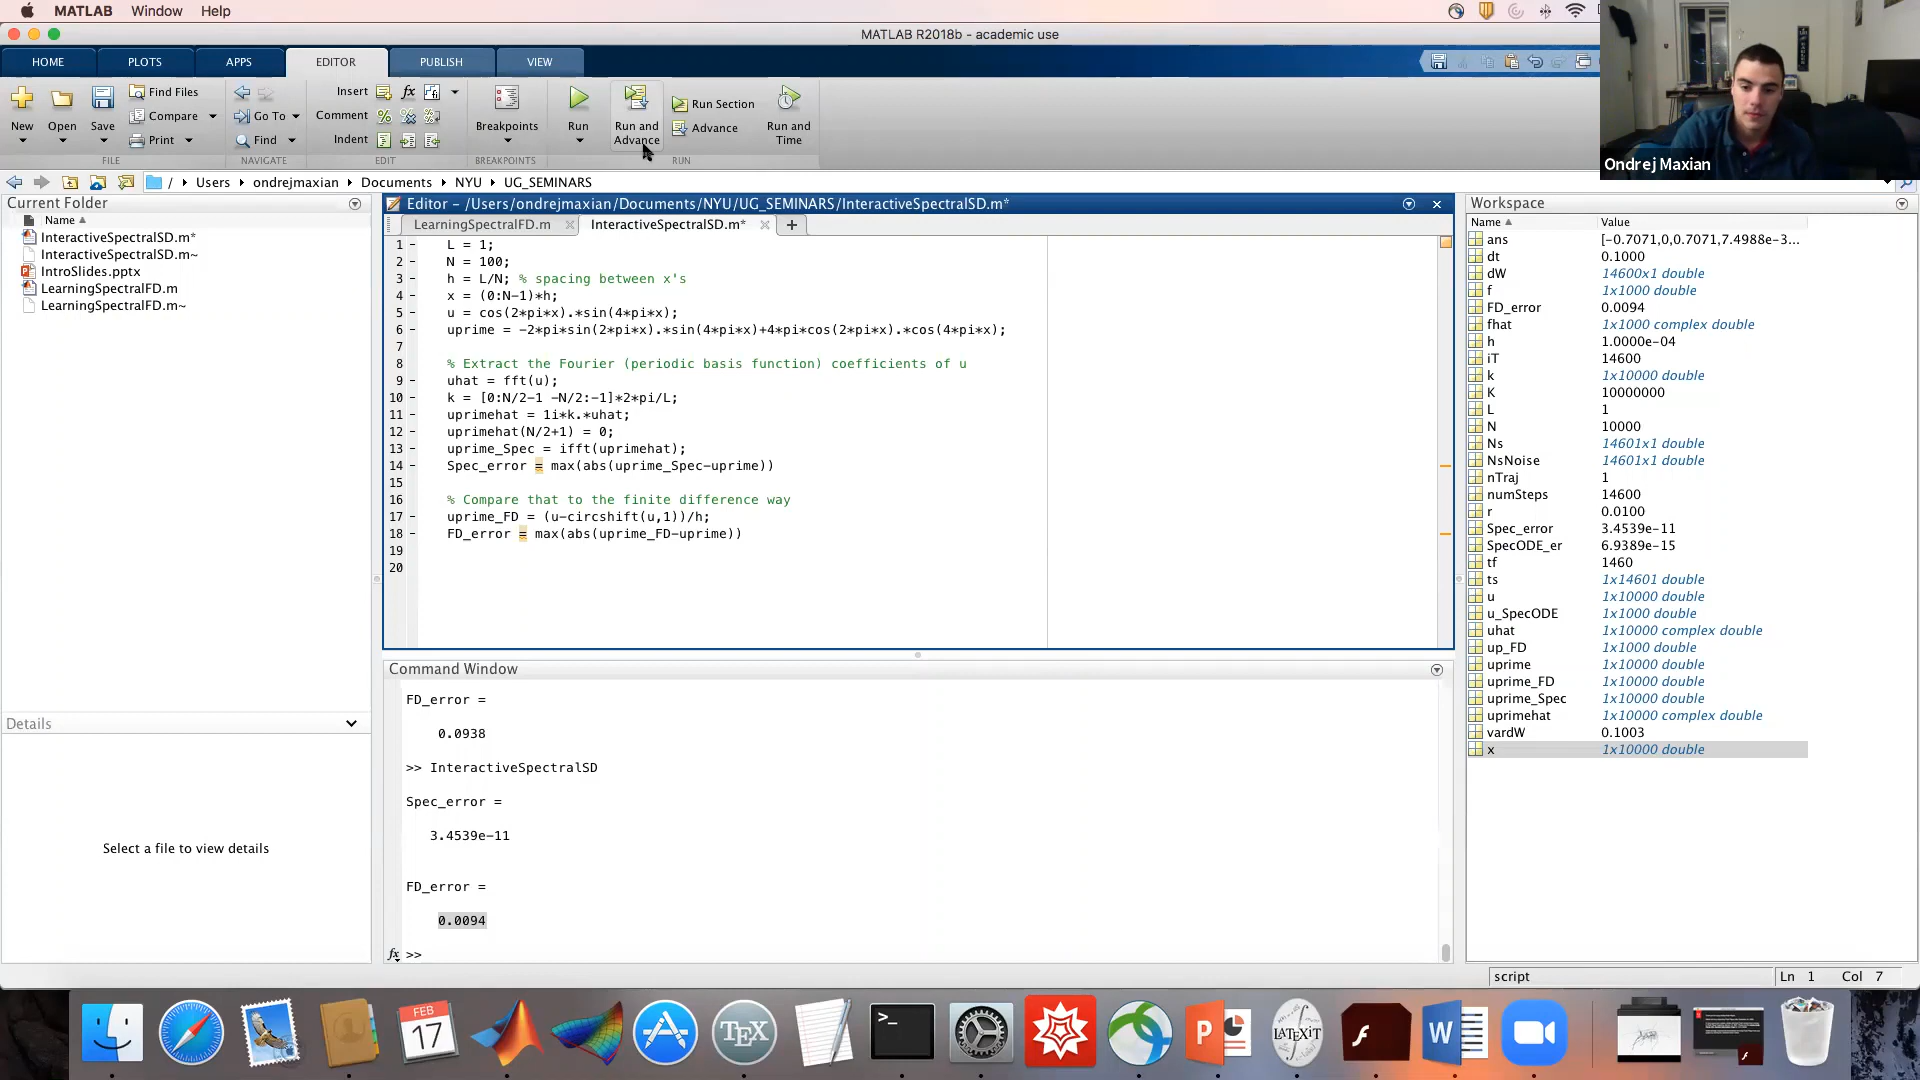 MATLAB Window Help
MATLAB R2018b - academic use
HOME PLOTS APPS EDITOR PUBLISH VIEW
New Open Save Find Files Compare Print Go To Find Insert Comment Indent Breakpoints Run Run and Advance Run Section Advance Run and Time
FILE NAVIGATE EDIT BREAKPOINTS RUN
Ondrej Maxian
/ Users ondrejmaxian Documents NYU UG_SEMINARS
Current Folder
Name
InteractiveSpectralSD.m*
InteractiveSpectralSD.m~
IntroSlides.pptx
LearningSpectralFD.m
LearningSpectralFD.m~
Details
Select a file to view details
Editor - /Users/ondrejmaxian/Documents/NYU/UG_SEMINARS/InteractiveSpectralSD.m*
LearningSpectralFD.m InteractiveSpectralSD.m*
1 - L = 1;
2 - N = 100;
3 - h = L/N; % spacing between x's
4 - x = (0:N-1)*h;
5 - u = cos(2*pi*x).*sin(4*pi*x);
6 - uprime = -2*pi*sin(2*pi*x).*sin(4*pi*x)+4*pi*cos(2*pi*x).*cos(4*pi*x);
7
8 % Extract the Fourier (periodic basis function) coefficients of u
9 - uhat = fft(u);
10 - k = [0:N/2-1 -N/2:-1]*2*pi/L;
11 - uprimehat = 1i*k.*uhat;
12 - uprimehat(N/2+1) = 0;
13 - uprime_Spec = ifft(uprimehat);
14 - Spec_error = max(abs(uprime_Spec-uprime))
15
16 % Compare that to the finite difference way
17 - uprime_FD = (u-circshift(u,1))/h;
18 - FD_error = max(abs(uprime_FD-uprime))
19
20
Command Window
FD_error =
0.0938
>> InteractiveSpectralSD
Spec_error =
3.4539e-11
FD_error =
0.0094
fx >>
Workspace
Name Value
ans [-0.7071,0,0.7071,7.4988e-3...
dt 0.1000
dW 14600x1 double
f 1x1000 double
FD_error 0.0094
fhat 1x1000 complex double
h 1.0000e-04
iT 14600
k 1x10000 double
K 10000000
L 1
N 10000
Ns 14601x1 double
NsNoise 14601x1 double
nTraj 1
numSteps 14600
r 0.0100
Spec_error 3.4539e-11
SpecODE_er 6.9389e-15
tf 1460
ts 1x14601 double
u 1x10000 double
u_SpecODE 1x1000 double
uhat 1x10000 complex double
up_FD 1x1000 double
uprime 1x10000 double
uprime_FD 1x10000 double
uprime_Spec 1x10000 double
uprimehat 1x10000 complex double
vardW 0.1003
x 1x10000 double
script Ln 1 Col 7
FEB
17
TEX
>_
P
LATEXiT
W